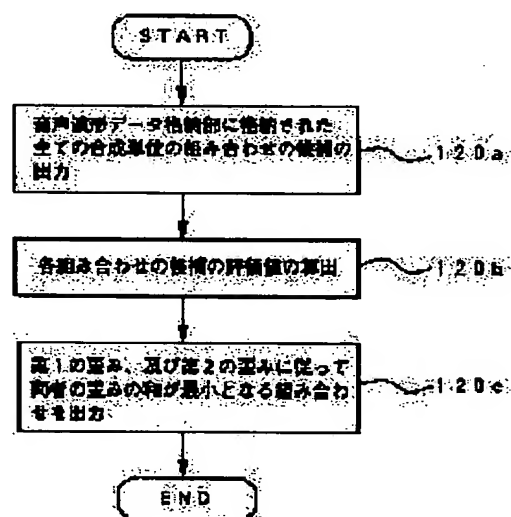 START
音声波形データ格納部に格納された
全ての合成単位の組み合わせの候補の
出力
120a
各組み合わせの候補の評価値の算出
120b
第1の歪み、及び第2の歪みに従って
両者の歪みの和が最小となる組み合わ
せを出力
120c
END